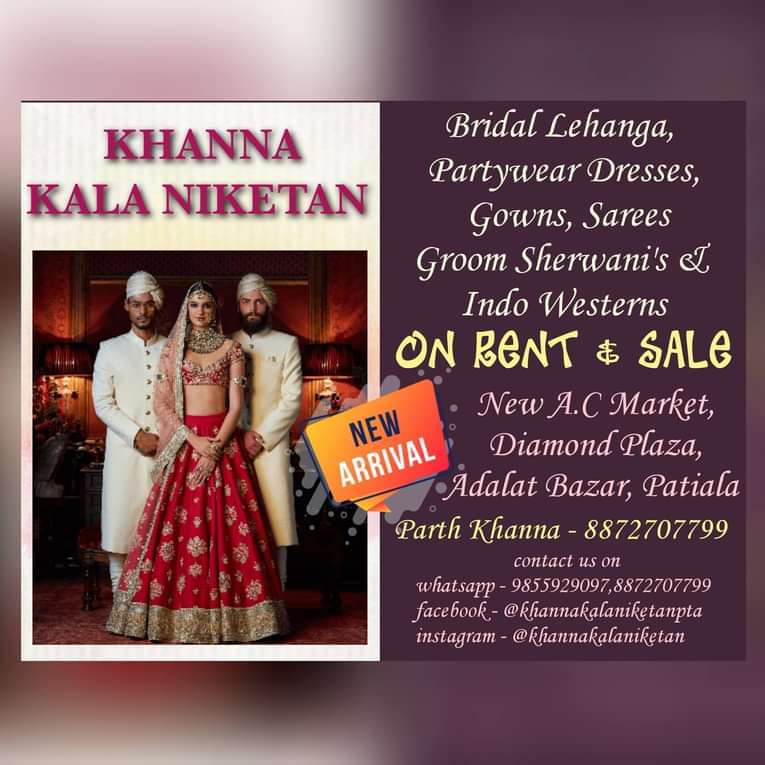 KHANNA
KALA NIKETAN
NEW
ARRIVAL
Bridal Lehanga,
Partywear Dresses,
Gowns, Sarees
Groom Sherwani's &
Indo Westerns
ON RENT & SALE
New A.C Market,
Diamond Plaza,
Adalat Bazar, Patiala
Parth Khanna - 8872707799
contact us on
whatsapp - 9855929097,8872707799
facebook - @khannakalaniketanpta
instagram - @khannakalaniketan